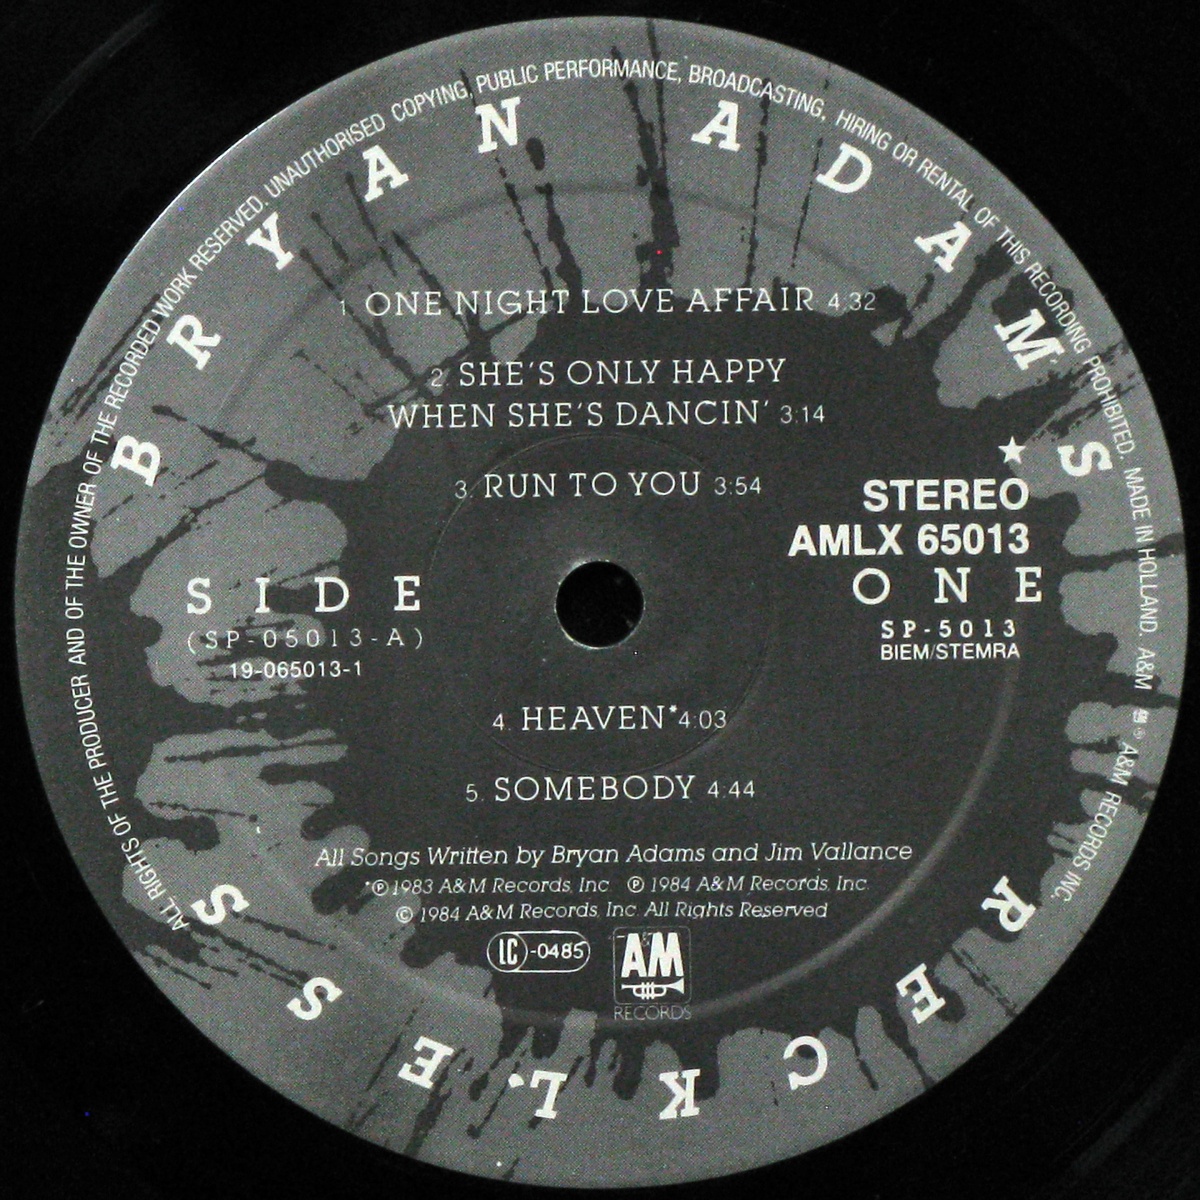 ALL RIGHTS OF THE PRODUCER AND OF THE OWNER OF THE RECORDED WORK RESERVED. UNAUTHORISED COPYING, PUBLIC PERFORMANCE, BROADCASTING, HIRING OR RENTAL OF THIS RECORDING PROHIBITED. MADE IN HOLLAND. A&M ℗ A&M RECORDS INC.
BRYAN ADAMS
1. ONE NIGHT LOVE AFFAIR 4:32
2. SHE'S ONLY HAPPY
WHEN SHE'S DANCIN' 3:14
3. RUN TO YOU 3:54
STEREO
AMLX 65013
SIDE
ONE
(SP-05013-A)
SP-5013
19-065013-1
BIEM/STEMRA
4. HEAVEN*4:03
5. SOMEBODY 4:44
All Songs Written by Bryan Adams and Jim Vallance
*℗ 1983 A&M Records, Inc. ℗ 1984 A&M Records, Inc.
© 1984 A&M Records, Inc. All Rights Reserved
LC-0485
A&M
RECORDS
RECKLESS